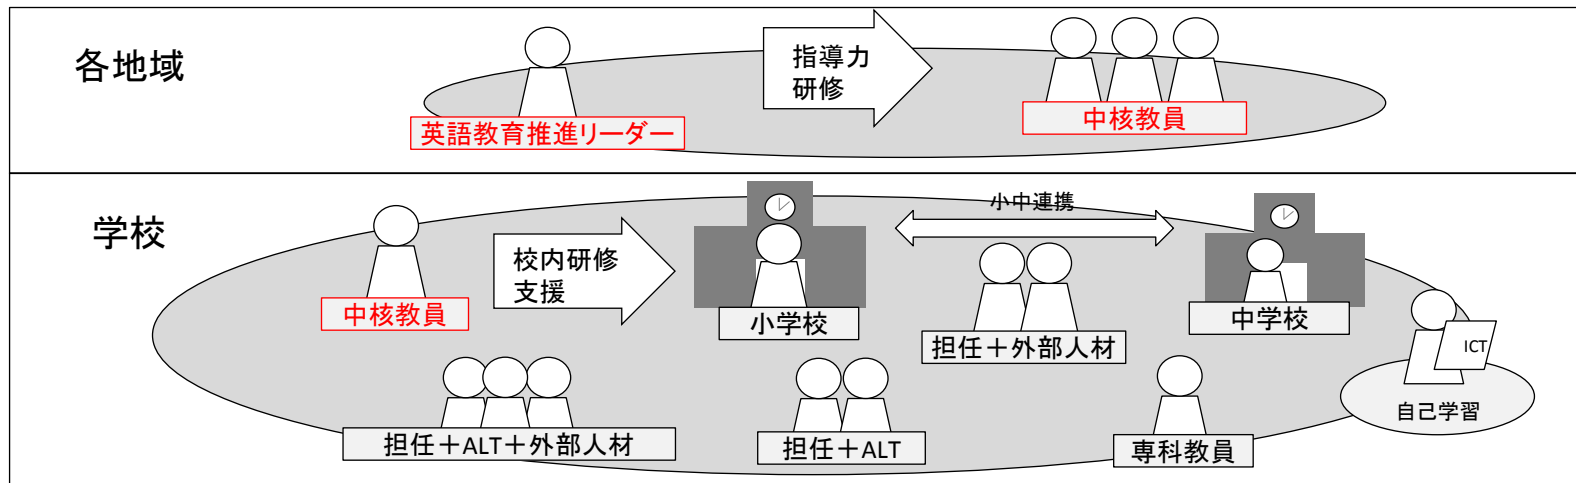 各地域
指導力
研修
英語教育推進リーダー
中核教員
学校
小中連携
校内研修
支援
中核教員
小学校
中学校
担任＋外部人材
ICT
自己学習
担任＋ALT＋外部人材
担任＋ALT
専科教員